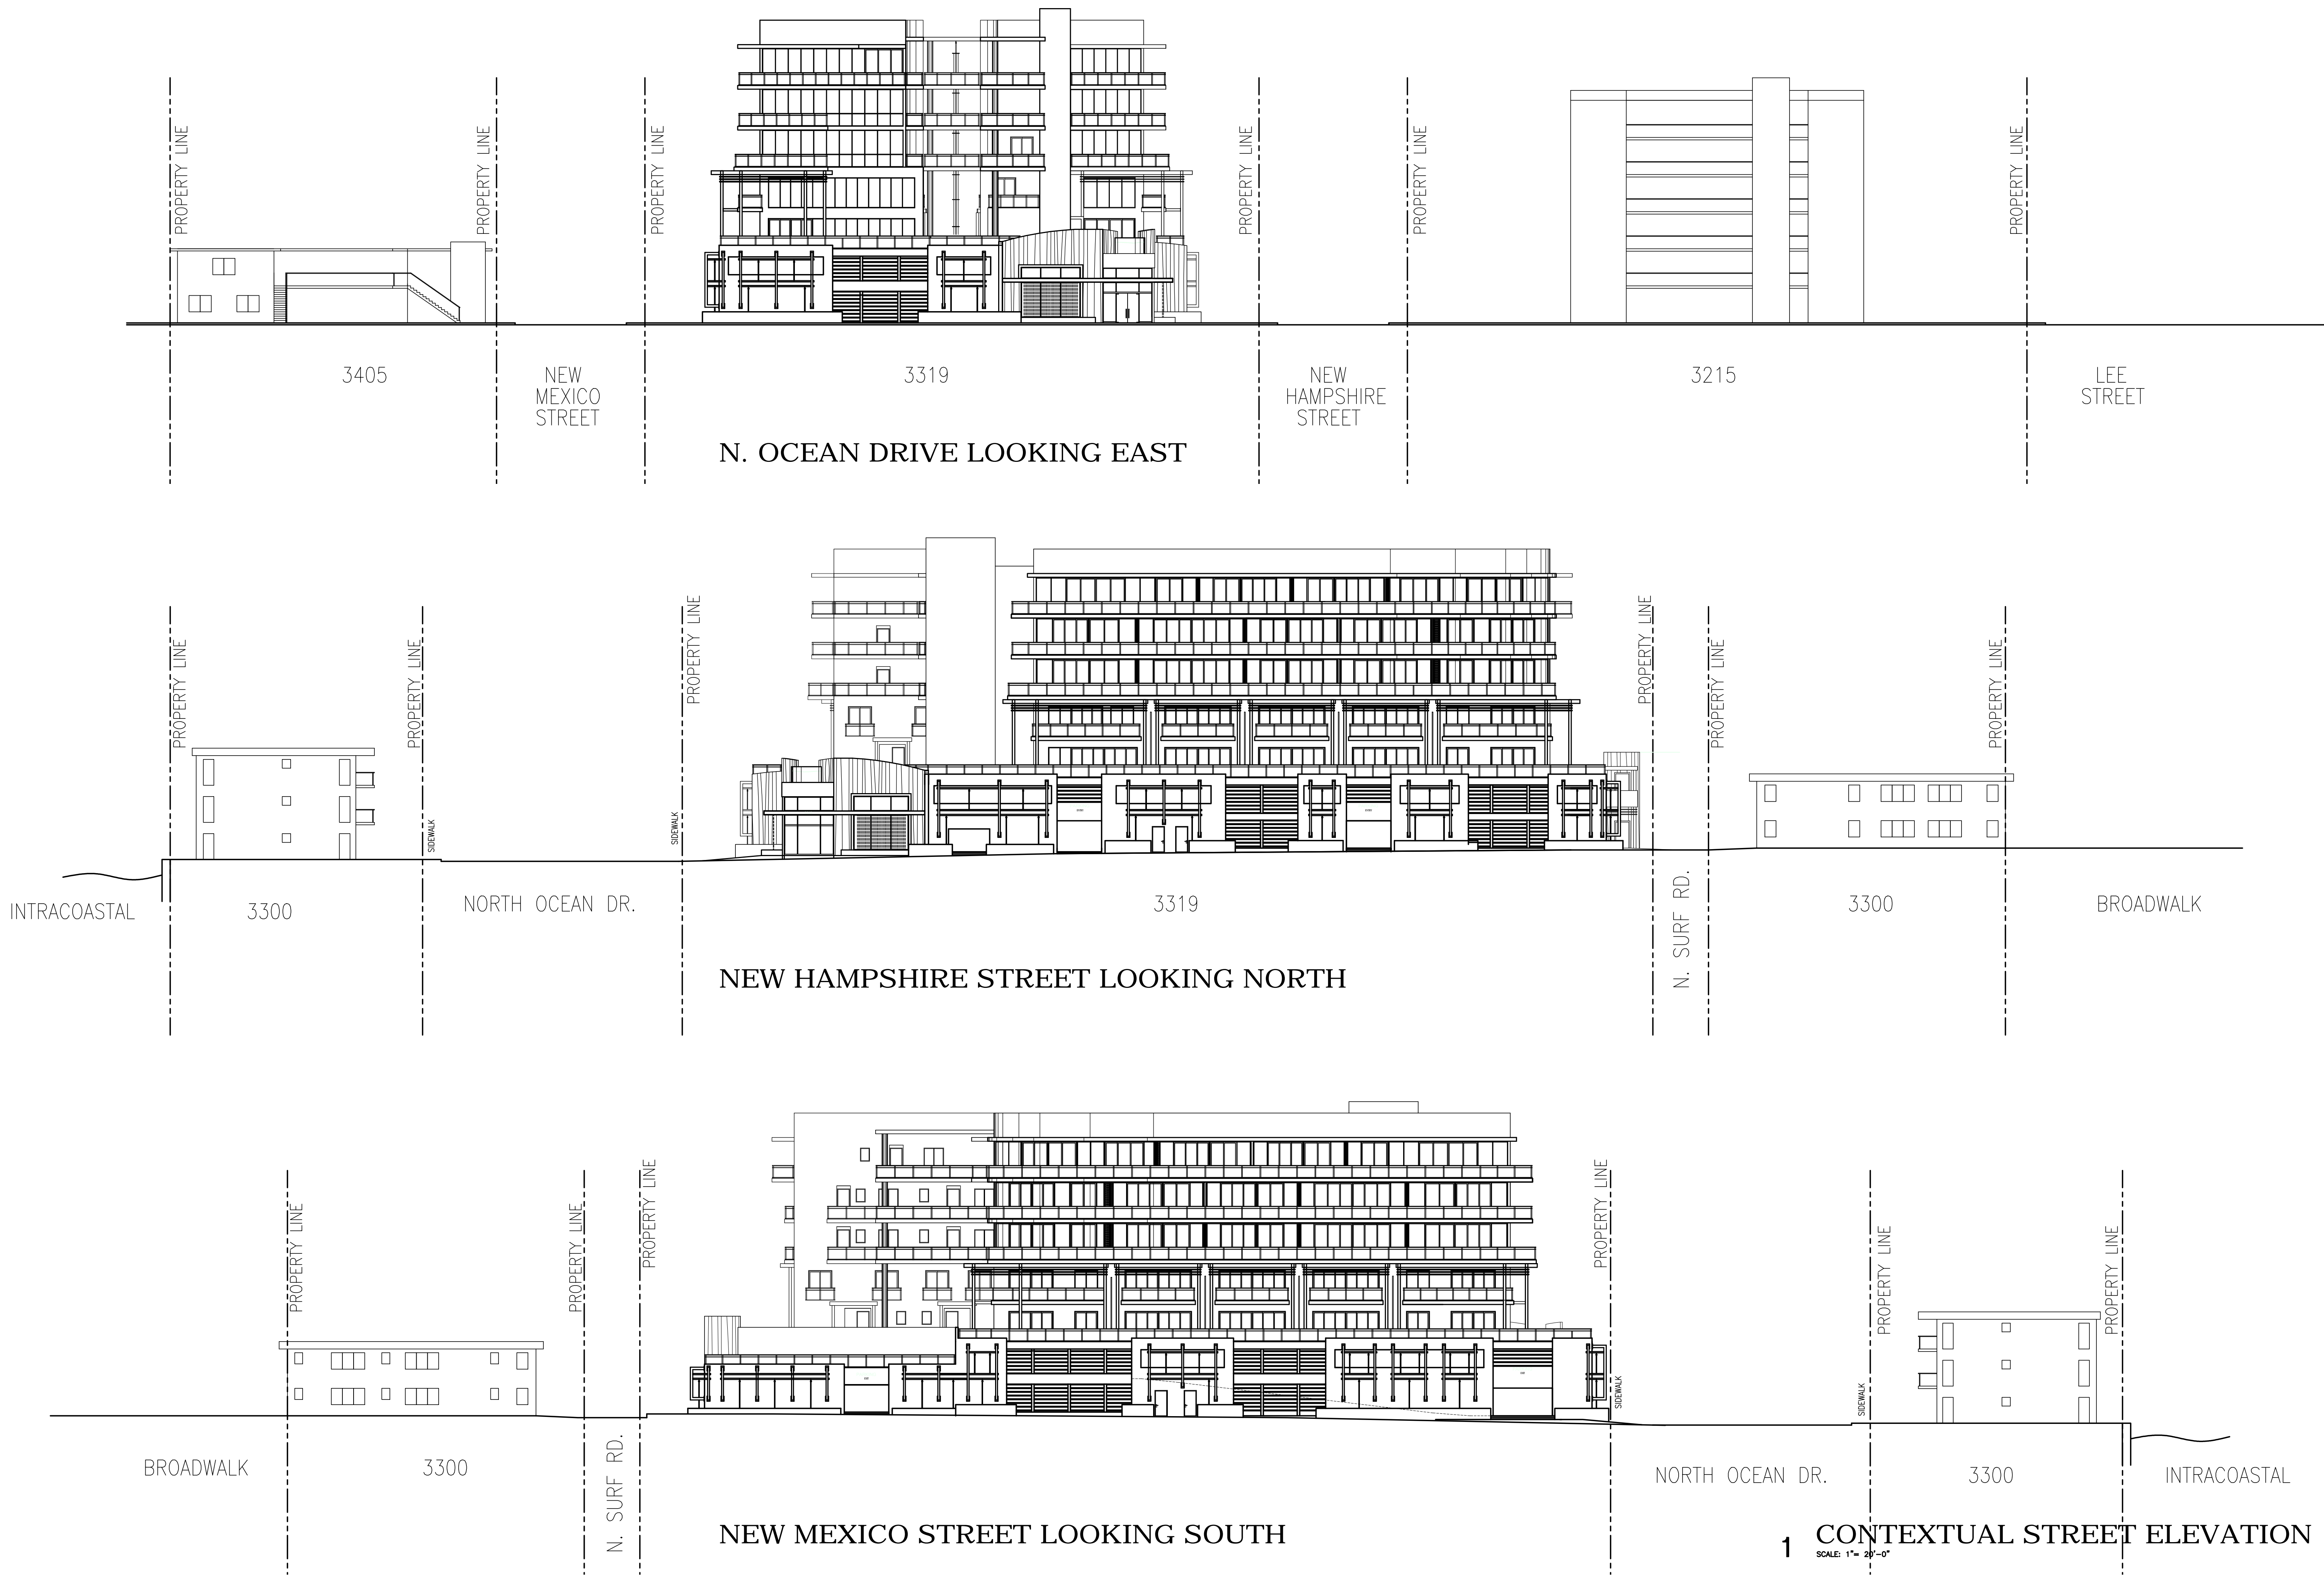 PROPERTY LINE
PROPERTY LINE
PROPERTY LINE
PROPERTY LINE
PROPERTY LINE
PROPERTY LINE
3405
NEW
MEXICO
STREET
3319
NEW
HAMPSHIRE
STREET
3215
LEE
STREET
N. OCEAN DRIVE LOOKING EAST
PROPERTY LINE
PROPERTY LINE
PROPERTY LINE
PROPERTY LINE
PROPERTY LINE
PROPERTY LINE
SIDEWALK
SIDEWALK
INTRACOASTAL
3300
NORTH OCEAN DR.
3319
N. SURF RD.
3300
BROADWALK
NEW HAMPSHIRE STREET LOOKING NORTH
PROPERTY LINE
PROPERTY LINE
PROPERTY LINE
PROPERTY LINE
PROPERTY LINE
PROPERTY LINE
SIDEWALK
SIDEWALK
BROADWALK
3300
N. SURF RD.
NORTH OCEAN DR.
3300
INTRACOASTAL
NEW MEXICO STREET LOOKING SOUTH
1 CONTEXTUAL STREET ELEVATION
SCALE: 1"= 20'-0"